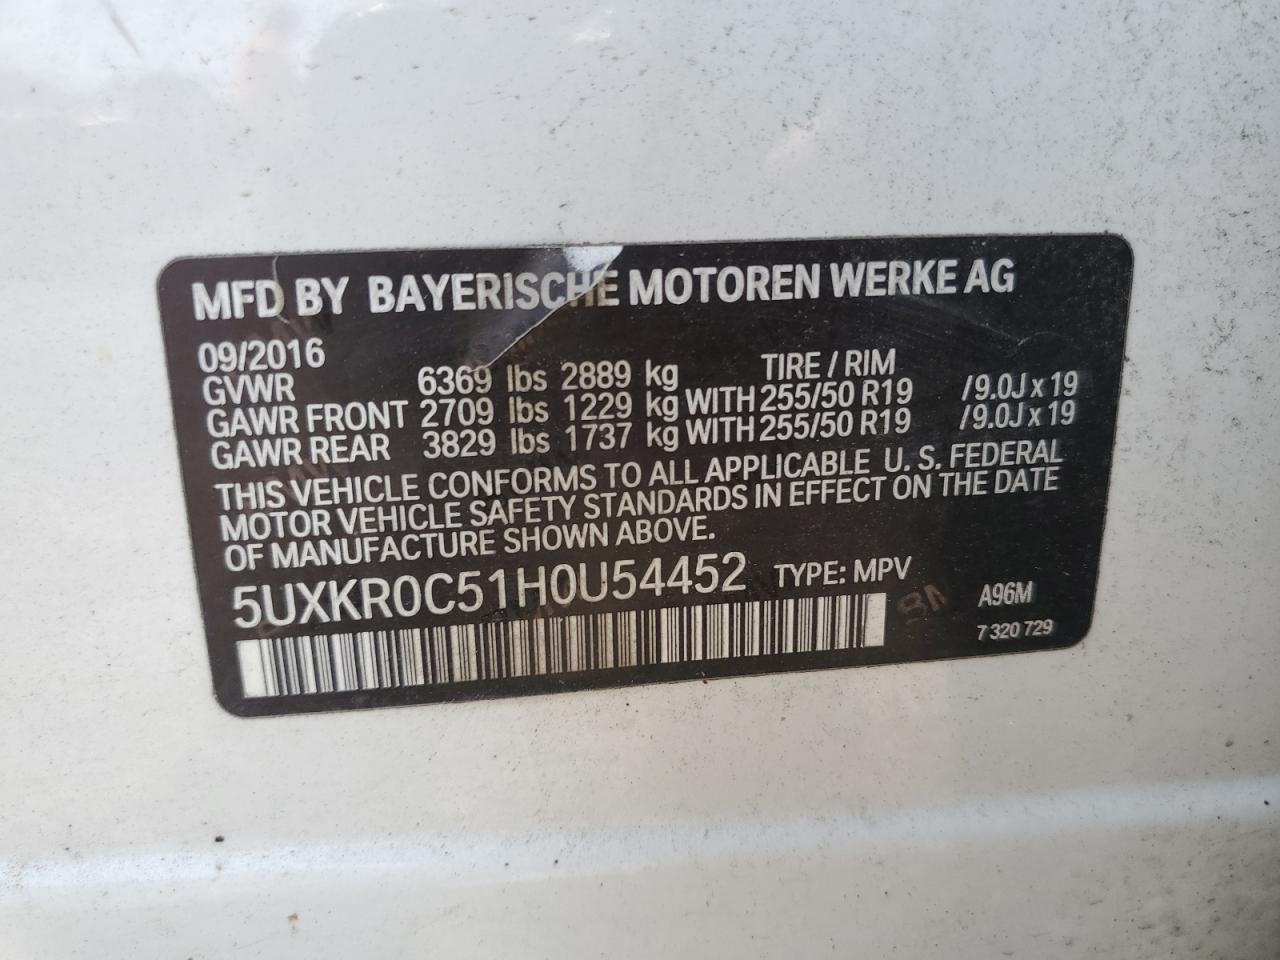 MFD BY BAYERISCHE MOTOREN WERKE AG
09/2016
GVWR 6369 lbs 2889 kg TIRE / RIM
GAWR FRONT 2709 lbs 1229 kg WITH 255/50 R19 /9.0J x 19
GAWR REAR 3829 lbs 1737 kg WITH 255/50 R19 /9.0J x 19
THIS VEHICLE CONFORMS TO ALL APPLICABLE U. S. FEDERAL
MOTOR VEHICLE SAFETY STANDARDS IN EFFECT ON THE DATE
OF MANUFACTURE SHOWN ABOVE.
5UXKR0C51H0U54452 TYPE: MPV
A96M
7 320 729